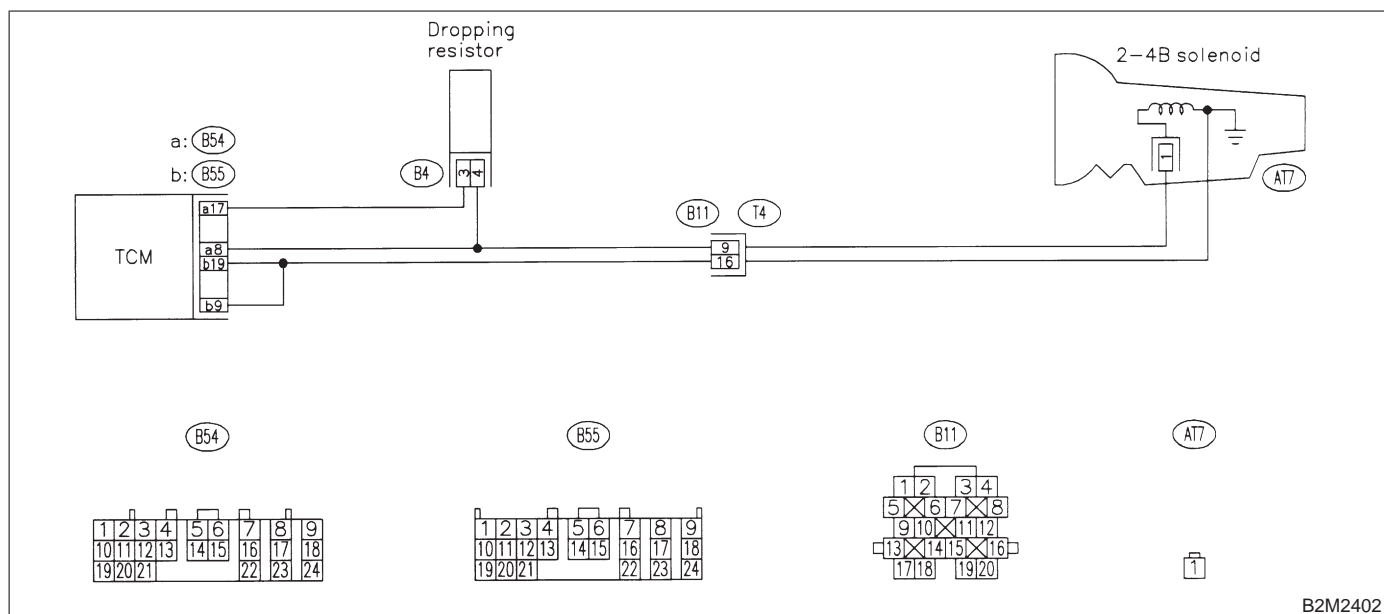 Dropping
resistor
2-4B solenoid
a: B54
b: B55
B4
3 4
1
AT7
a17
B11 T4
TCM
a8
9
b19
16
b9
B54
B55
B11
AT7
1 2 3 4 5 6 7 8 9
10 11 12 13 14 15 16 17 18
19 20 21 22 23 24
1 2 3 4 5 6 7 8 9
10 11 12 13 14 15 16 17 18
19 20 21 22 23 24
1 2 3 4
5 6 7 8
9 10 11 12
13 14 15 16
17 18 19 20
1
B2M2402